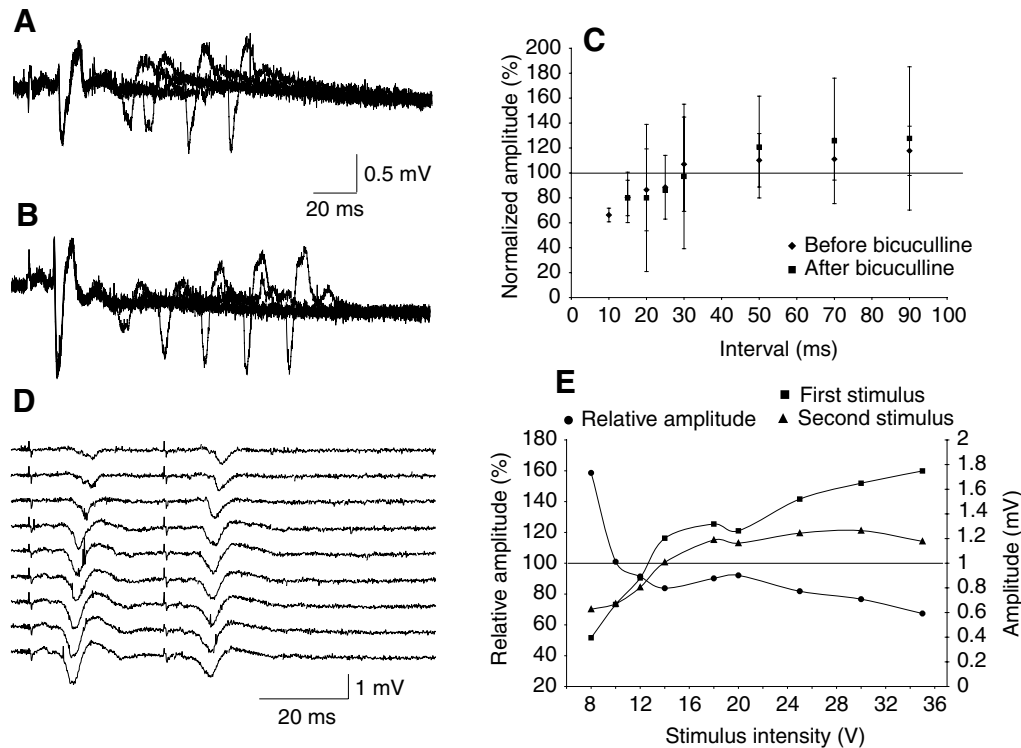 A
0.5 mV
20 ms
B
D
1 mV
20 ms
C
Normalized amplitude (%)
200
180
160
140
120
100
80
60
40
20
0
Before bicuculline
After bicuculline
0 10 20 30 40 50 60 70 80 90 100
Interval (ms)
E
First stimulus
Relative amplitude
Second stimulus
Relative amplitude (%)
180
160
140
120
100
80
60
40
20
2
1.8
1.6
1.4
1.2
1
0.8
0.6
0.4
0.2
0
Amplitude (mV)
8 12 16 20 24 28 32 36
Stimulus intensity (V)